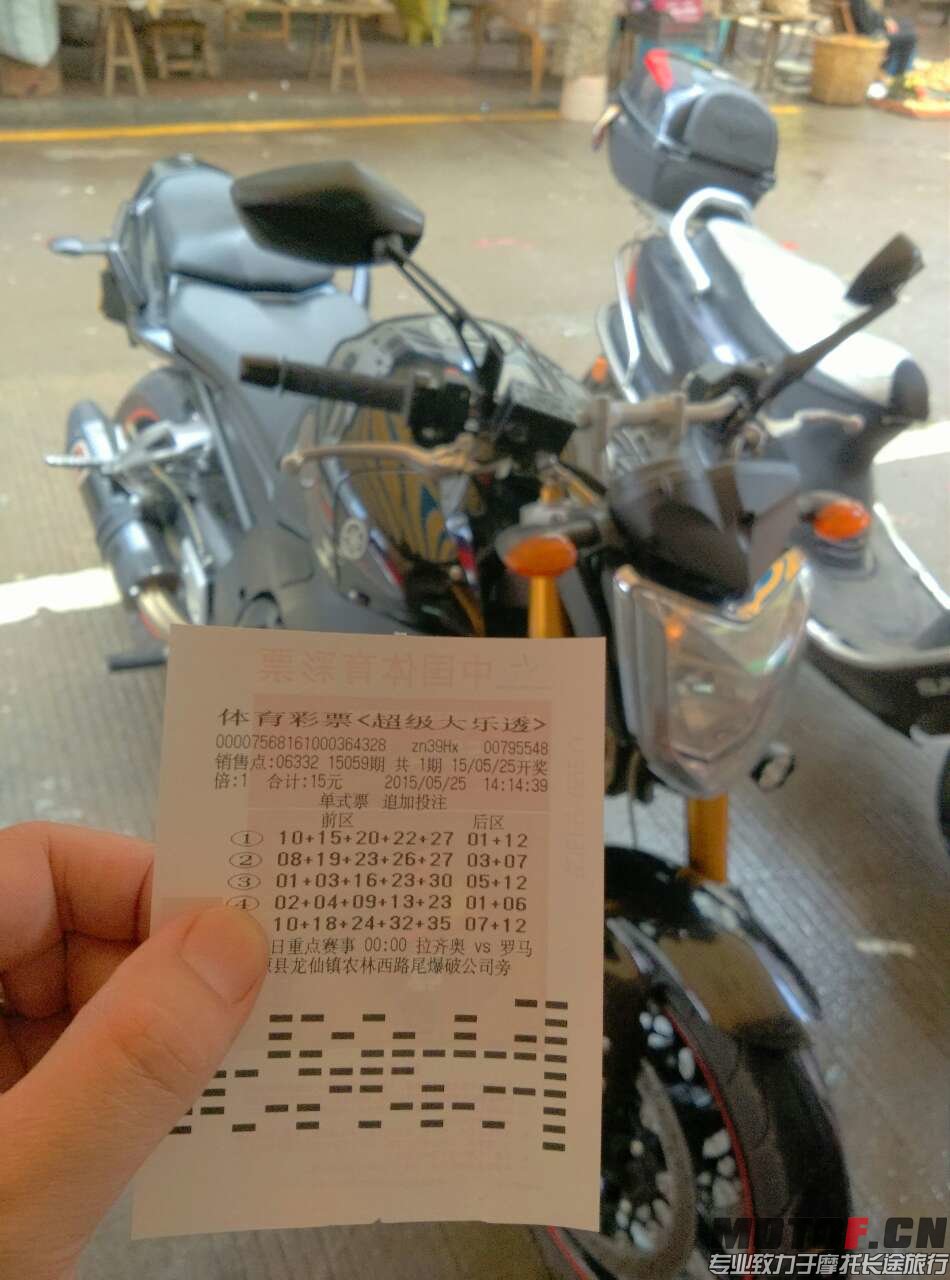 中国体育彩票
体育彩票<超级大乐透>
00007568161000364328 zn39Hx 00795548
销售点:06332 15059期 共 1期 15/05/25开奖
倍:1 合计:15元 2015/05/25 14:14:39
单式票 追加投注
前区 后区
① 10+15+20+22+27 01+12
② 08+19+23+26+27 03+07
③ 01+03+16+23+30 05+12
④ 02+04+09+13+23 01+06
10+18+24+32+35 07+12
日重点赛事 00:00 拉齐奥 vs 罗马
县龙仙镇农林西路尾爆破公司旁
MOTOF.CN
专业致力于摩托长途旅行